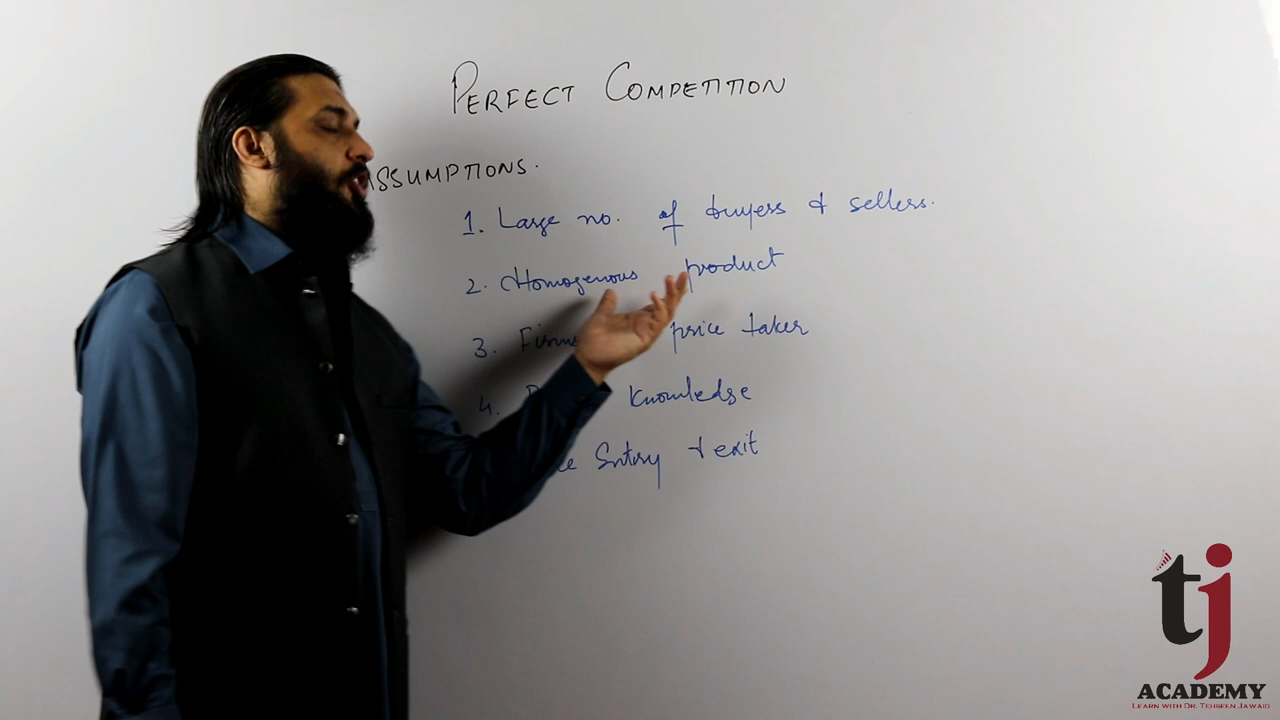 PERFECT COMPETITION
ASSUMPTIONS.
1. Large no. of buyers & sellers.
2. Homogenous product
3. price taker
4. Knowledge
Entry & exit
tj
ACADEMY
LEARN WITH DR. TEHSEEN JAWAID